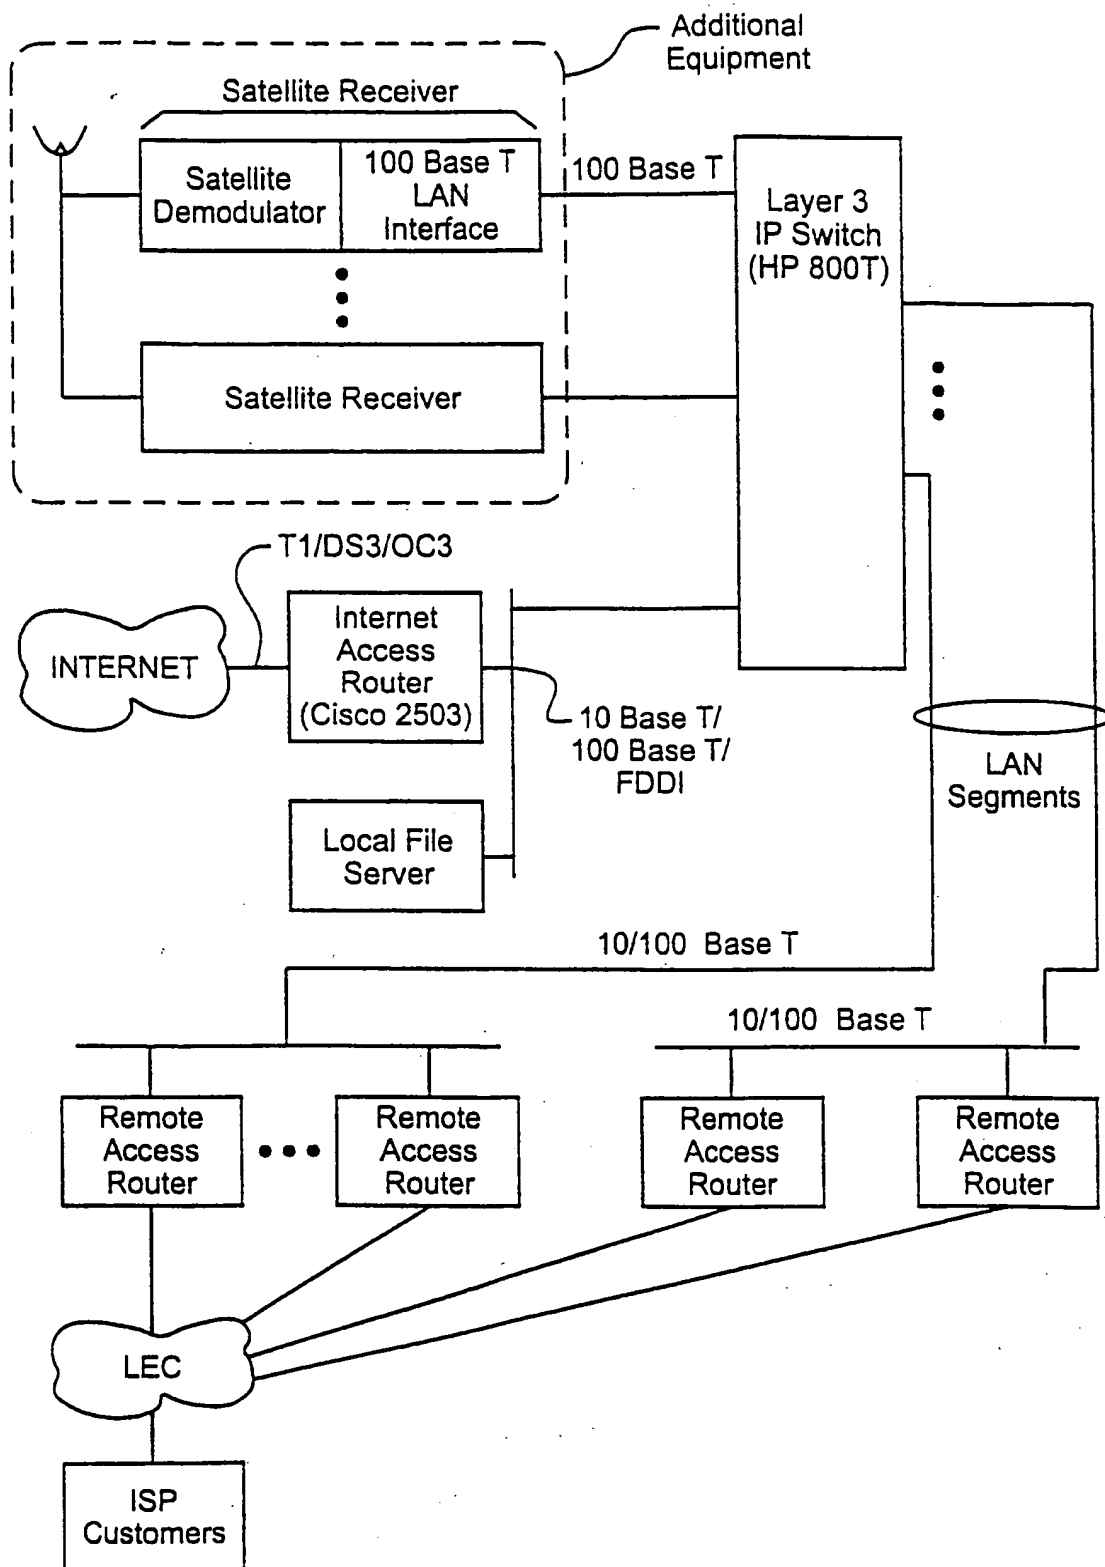 Additional
Equipment
Satellite Receiver
Satellite
Demodulator
100 Base T
LAN
Interface
100 Base T
Layer 3
IP Switch
(HP 800T)
Satellite Receiver
T1/DS3/OC3
INTERNET
Internet
Access
Router
(Cisco 2503)
10 Base T/
100 Base T/
FDDI
LAN
Segments
Local File
Server
10/100 Base T
10/100 Base T
Remote
Access
Router
Remote
Access
Router
Remote
Access
Router
Remote
Access
Router
LEC
ISP
Customers